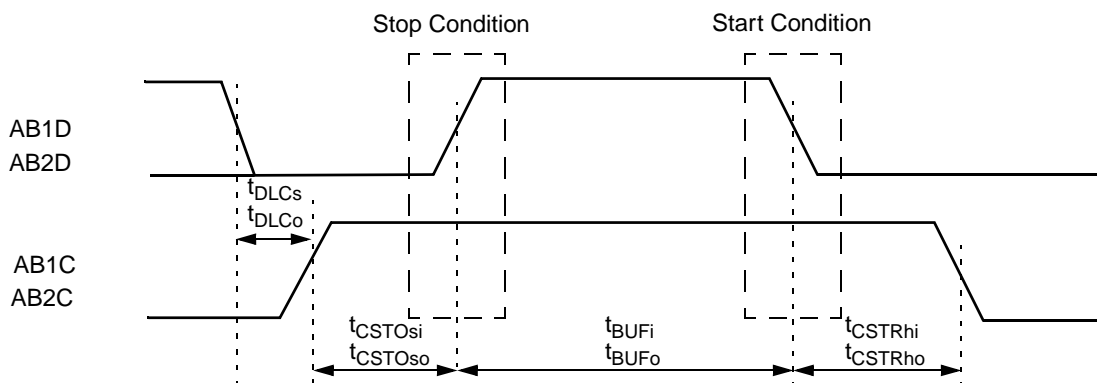 Stop Condition
Start Condition
AB1D
AB2D
tDLCs
tDLCo
AB1C
AB2C
tCSTOsi
tCSTOso
tBUFi
tBUFo
tCSTRhi
tCSTRho